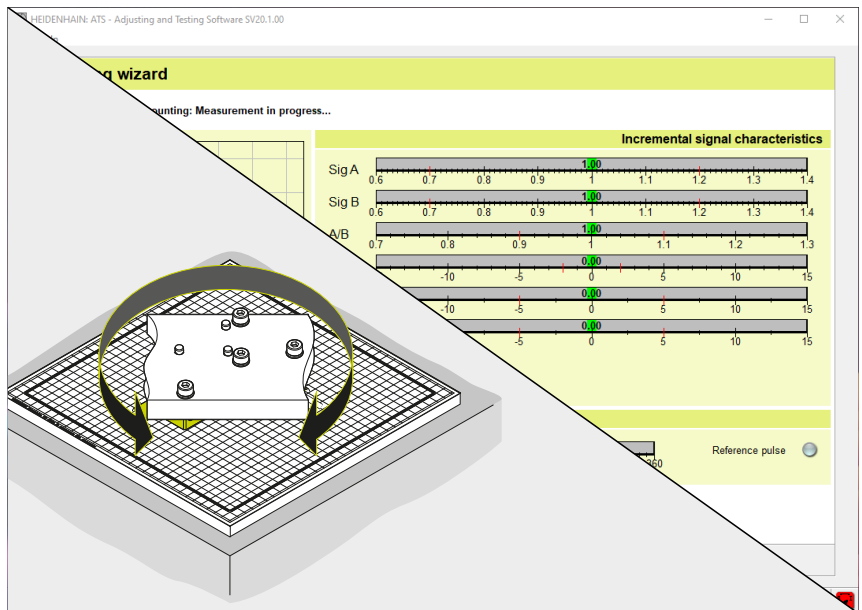 HEIDENHAIN: ATS - Adjusting and Testing Software SV20.1.00
wizard
unting: Measurement in progress...
Incremental signal characteristics
Sig A
1.00
0.6 0.7 0.8 0.9 1 1.1 1.2 1.3 1.4
Sig B
1.00
0.6 0.7 0.8 0.9 1 1.1 1.2 1.3 1.4
A/B
1.00
0.7 0.8 0.9 1 1.1 1.2 1.3
0.00
-10 -5 0 5 10 15
0.00
-10 -5 0 5 10 15
0.00
-5 0 5 10 15
360
Reference pulse